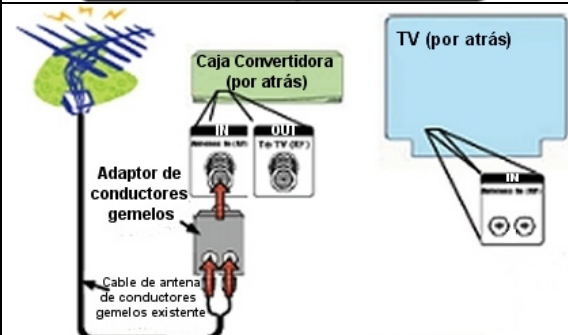 Caja Convertidora
(por atrás)
TV (por atrás)
IN
OUT
Antenna In (RF)
To TV (RF)
Adaptor de
conductores
gemelos
IN
Antenna In (RF)
Cable de antena
de conductores
gemelos existente